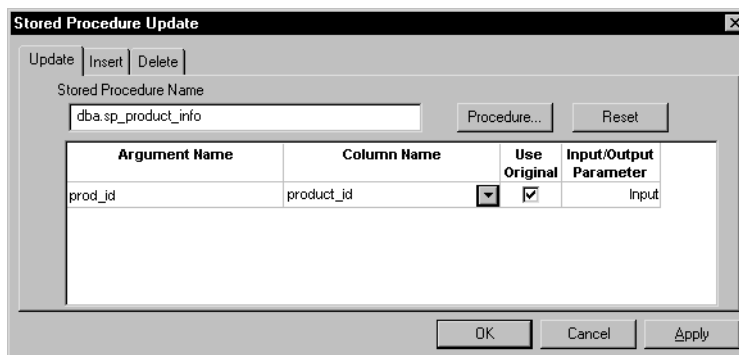 Stored Procedure Update
Update Insert Delete
Stored Procedure Name
dba.sp_product_info Procedure... Reset
Argument Name Column Name Use Original Input/Output Parameter
prod_id product_id Input
OK Cancel Apply